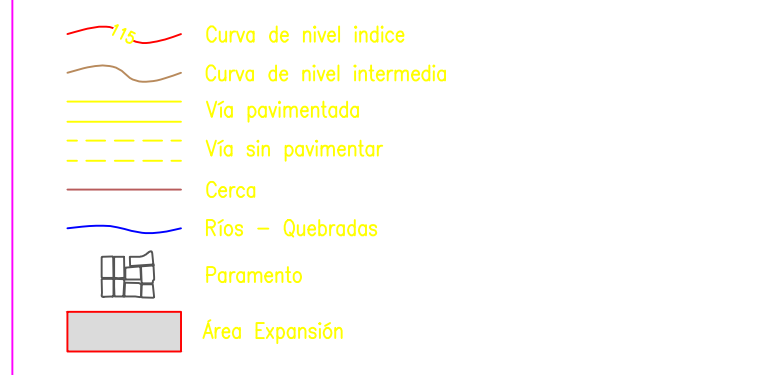 115
Curva de nivel indice
Curva de nivel intermedia
Vía pavimentada
Vía sin pavimentar
Cerca
Ríos - Quebradas
Paramento
Área Expansión